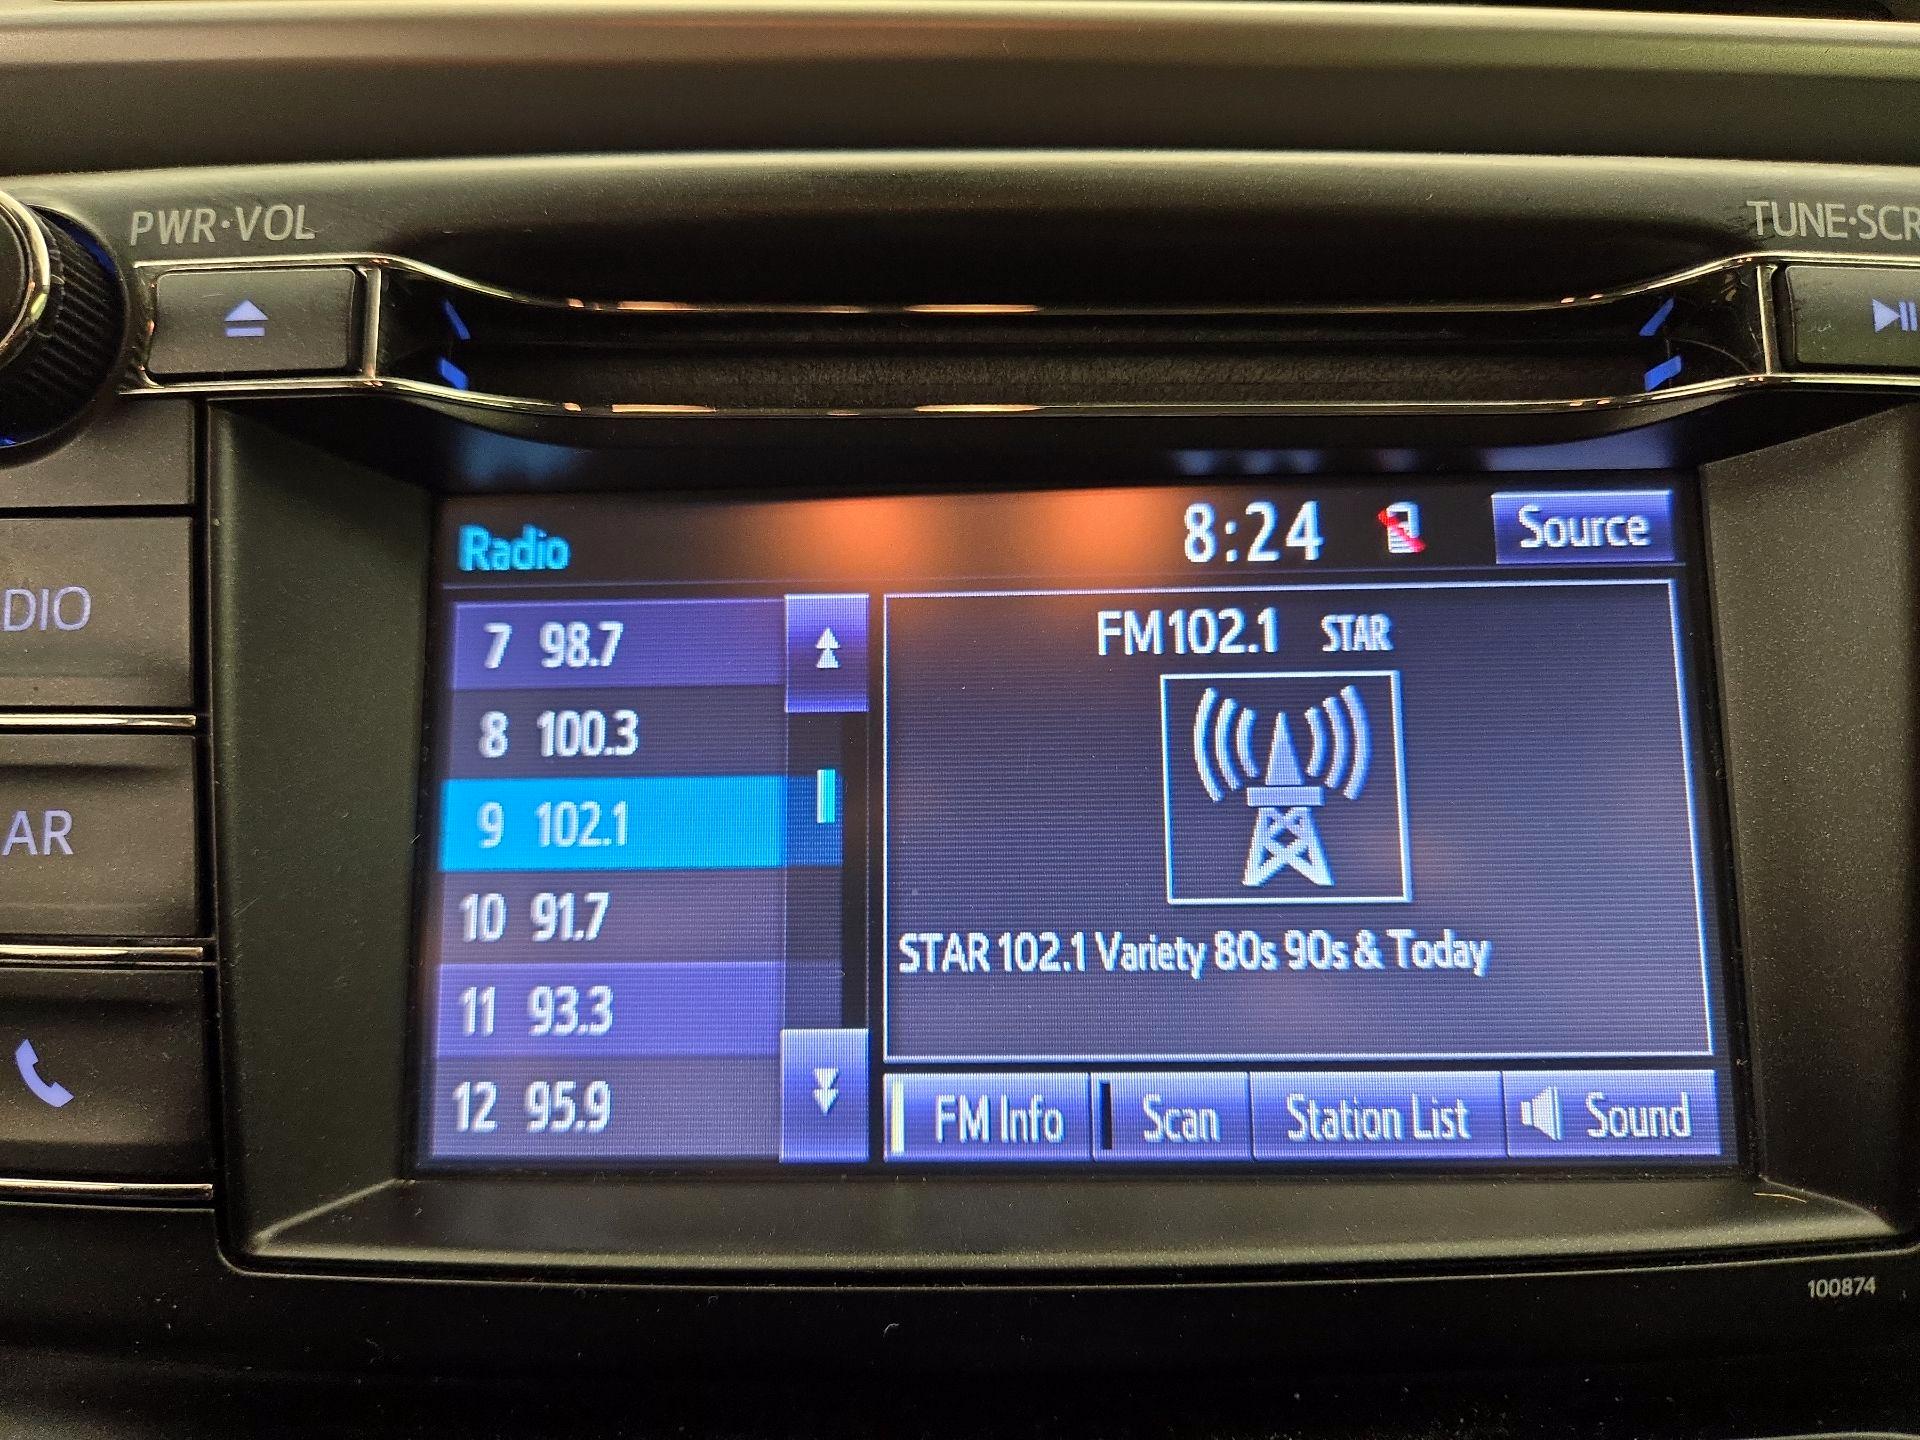 PWR·VOL
TUNE·SCR
DIO
AR
Radio
8:24
Source
7 98.7
8 100.3
9 102.1
10 91.7
11 93.3
12 95.9
FM102.1 STAR
STAR 102.1 Variety 80s 90s & Today
FM Info
Scan
Station List
Sound
100874